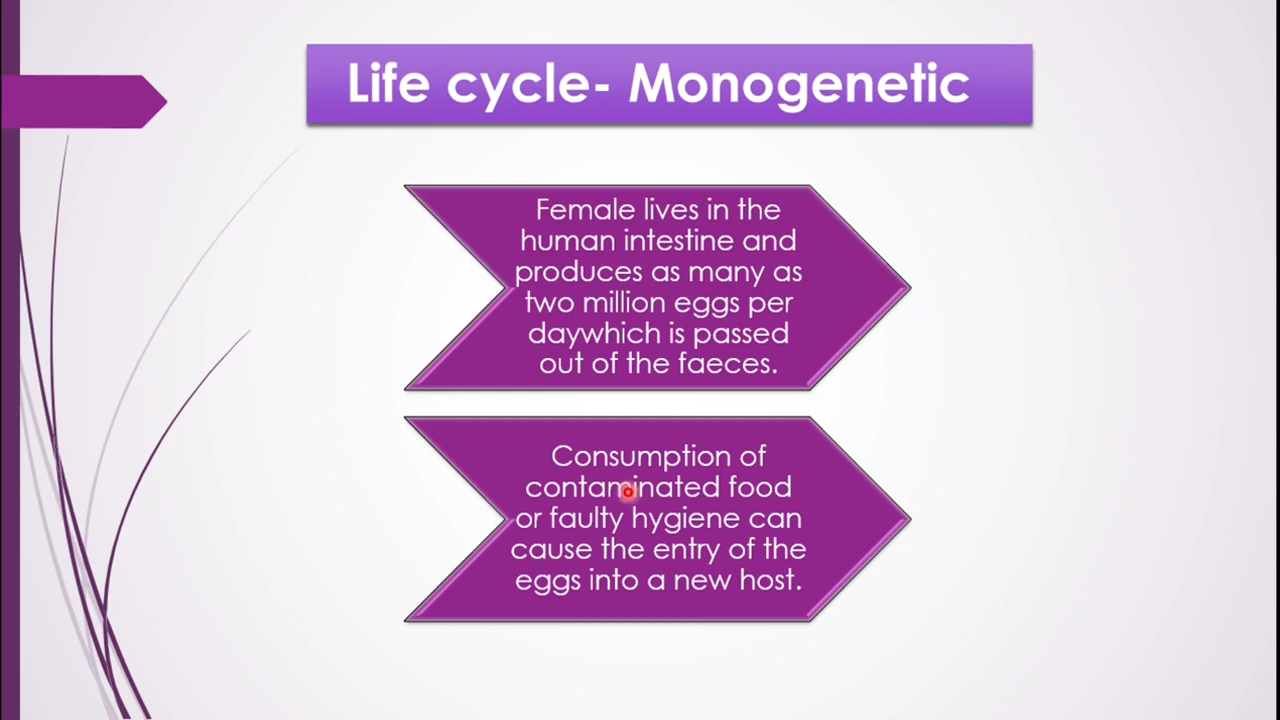 Life cycle- Monogenetic
Female lives in the
human intestine and
produces as many as
two million eggs per
daywhich is passed
out of the faeces.
Consumption of
contaminated food
or faulty hygiene can
cause the entry of the
eggs into a new host.